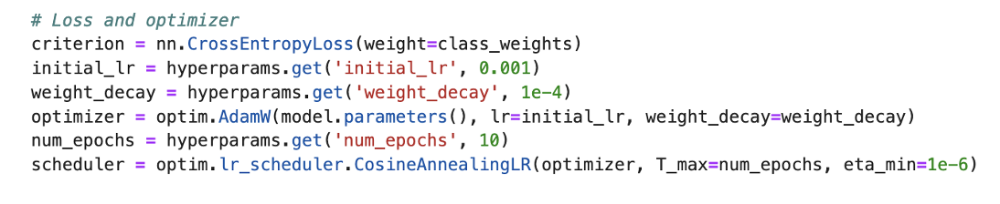 # Loss and optimizer
criterion = nn.CrossEntropyLoss(weight=class_weights)
initial_lr = hyperparams.get('initial_lr', 0.001)
weight_decay = hyperparams.get('weight_decay', 1e-4)
optimizer = optim.AdamW(model.parameters(), lr=initial_lr, weight_decay=weight_decay)
num_epochs = hyperparams.get('num_epochs', 10)
scheduler = optim.lr_scheduler.CosineAnnealingLR(optimizer, T_max=num_epochs, eta_min=1e-6)